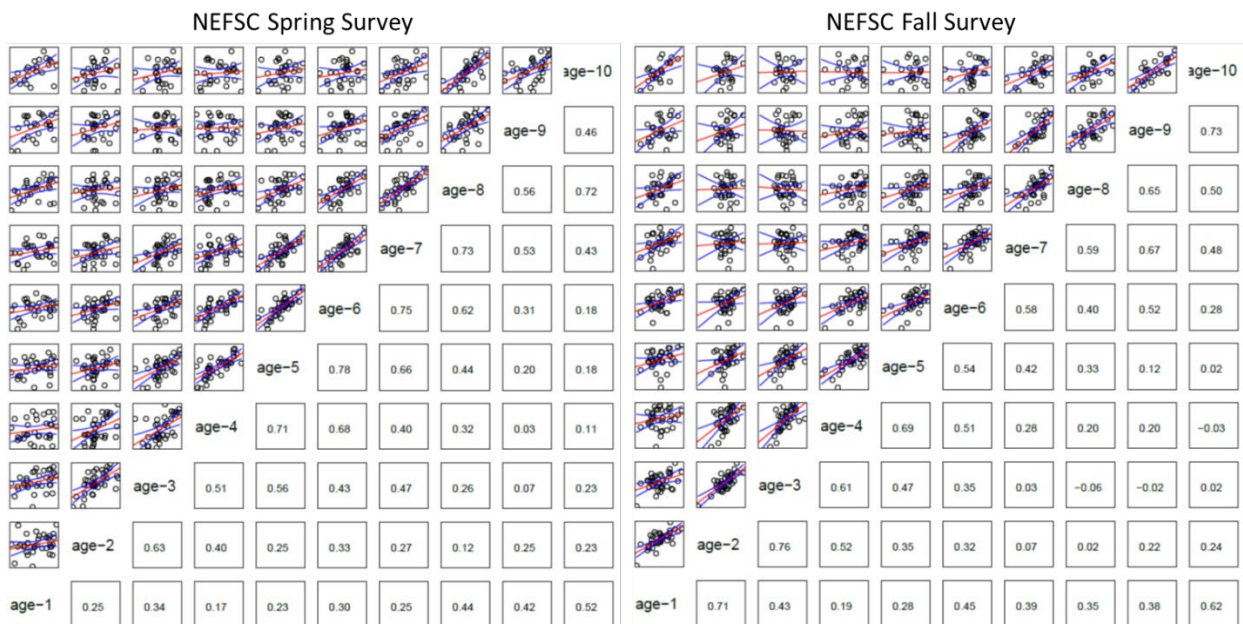 NEFSC Spring Survey
age-10
age-9 0.46
age-8 0.56 0.72
age-7 0.73 0.53 0.43
age-6 0.75 0.62 0.31 0.18
age-5 0.78 0.66 0.44 0.20 0.18
age-4 0.71 0.68 0.40 0.32 0.03 0.11
age-3 0.51 0.56 0.43 0.47 0.26 0.07 0.23
age-2 0.63 0.40 0.25 0.33 0.27 0.12 0.25 0.23
age-1 0.25 0.34 0.17 0.23 0.30 0.25 0.44 0.42 0.52
NEFSC Fall Survey
age-10
age-9 0.73
age-8 0.65 0.50
age-7 0.59 0.67 0.48
age-6 0.58 0.40 0.52 0.28
age-5 0.54 0.42 0.33 0.12 0.02
age-4 0.69 0.51 0.28 0.20 0.20 −0.03
age-3 0.61 0.47 0.35 0.03 −0.06 −0.02 0.02
age-2 0.76 0.52 0.35 0.32 0.07 0.02 0.22 0.24
age-1 0.71 0.43 0.19 0.28 0.45 0.39 0.35 0.38 0.62